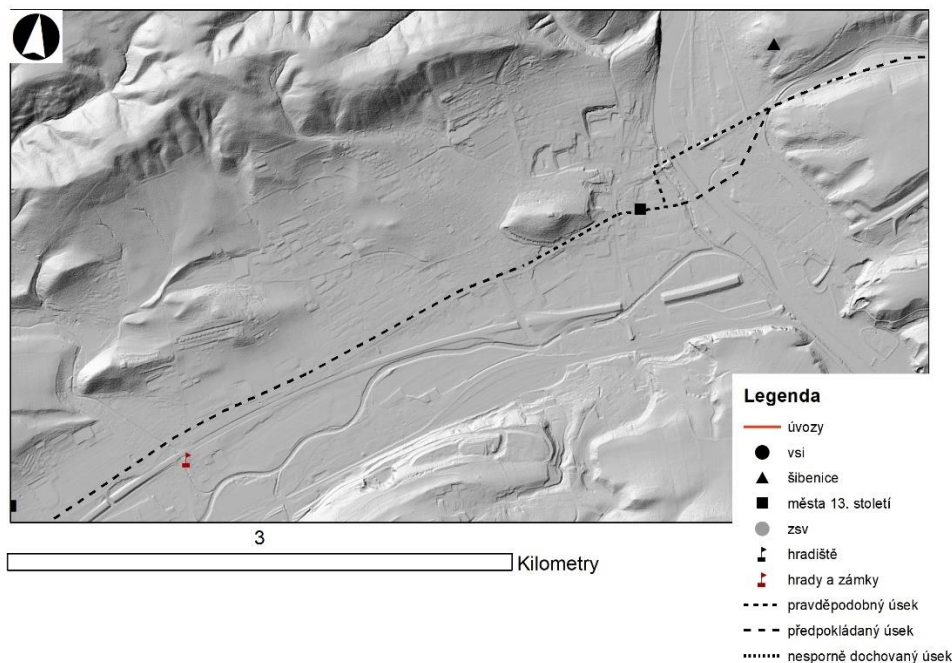 Legenda
úvozy
vsi
šibenice
města 13. století
zsv
hradiště
hrady a zámky
pravděpodobný úsek
předpokládaný úsek
nesporně dochovaný úsek
3
Kilometry